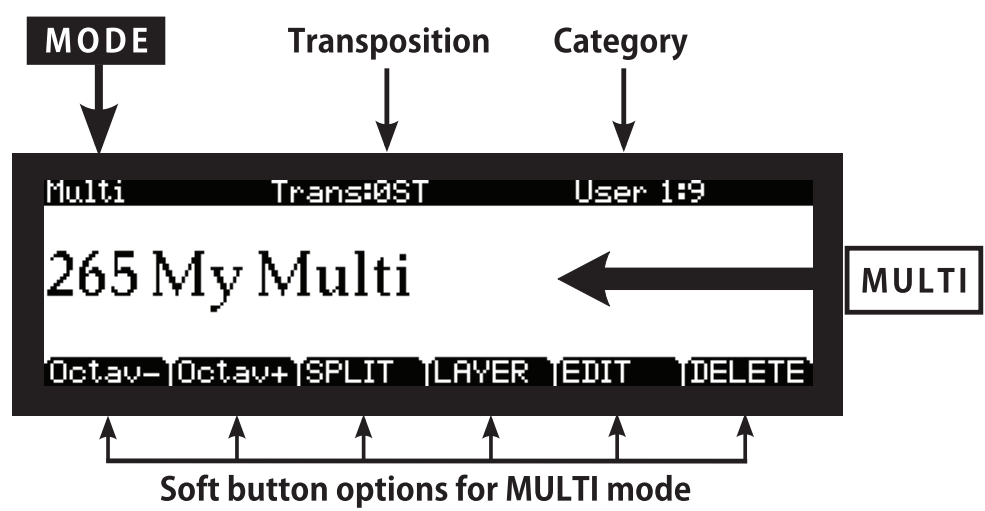 MODE Transposition Category
Multi Trans:0ST User 1:9
265 My Multi
MULTI
Octav- Octav+ SPLIT LAYER EDIT DELETE
Soft button options for MULTI mode